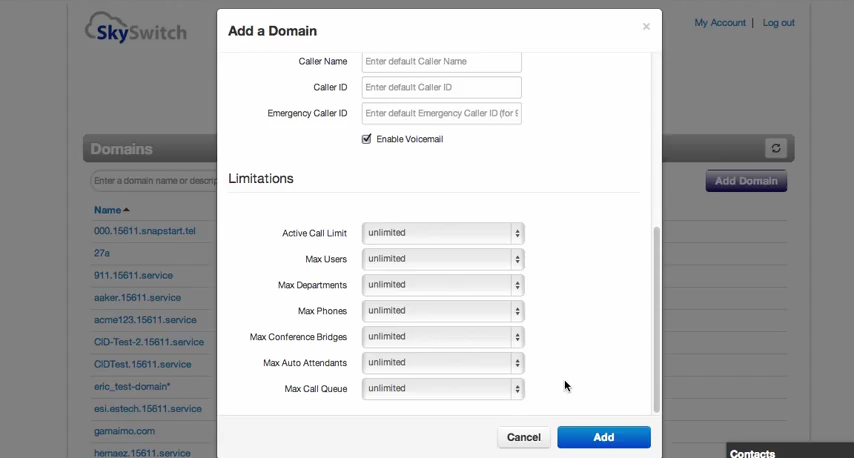 SkySwitch
My Account | Log out
Add a Domain
×
Caller Name Enter default Caller Name
Caller ID Enter default Caller ID
Emergency Caller ID Enter default Emergency Caller ID (for 9
Enable Voicemail
Domains
Enter a domain name or descrip
Add Domain
Limitations
Name
000.15611.snapstart.tel
27a
911.15611.service
aaker.15611.service
acme123.15611.service
CID-Test-2.15611.service
CIDTest.15611.service
eric_test-domain*
esi.estech.15611.service
gamaimo.com
hernaez.15611.service
Active Call Limit unlimited
Max Users unlimited
Max Departments unlimited
Max Phones unlimited
Max Conference Bridges unlimited
Max Auto Attendants unlimited
Max Call Queue unlimited
Cancel Add
Contacts